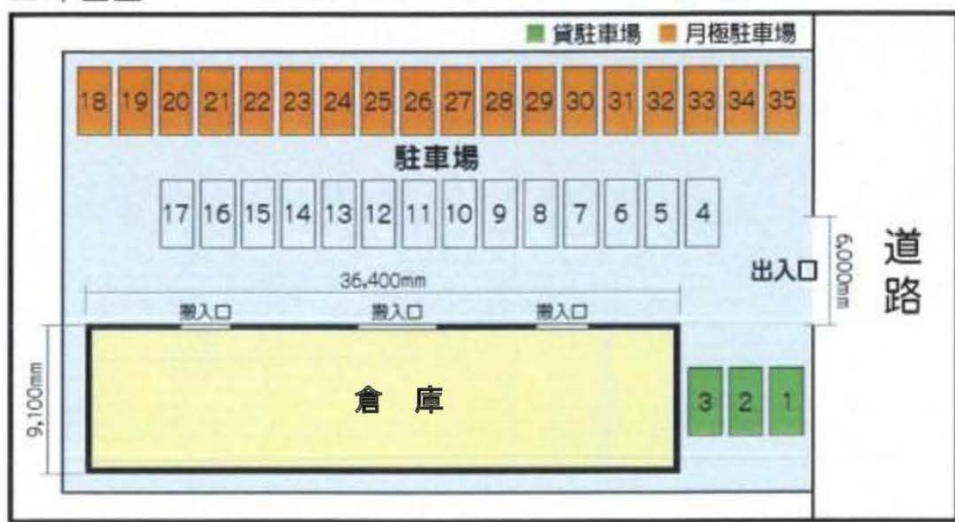 貸駐車場 月極駐車場
18 19 20 21 22 23 24 25 26 27 28 29 30 31 32 33 34 35
駐車場
17 16 15 14 13 12 11 10 9 8 7 6 5 4
36,400mm
出入口
6,000mm
道路
搬入口 搬入口 搬入口
9,100mm
倉庫
3 2 1